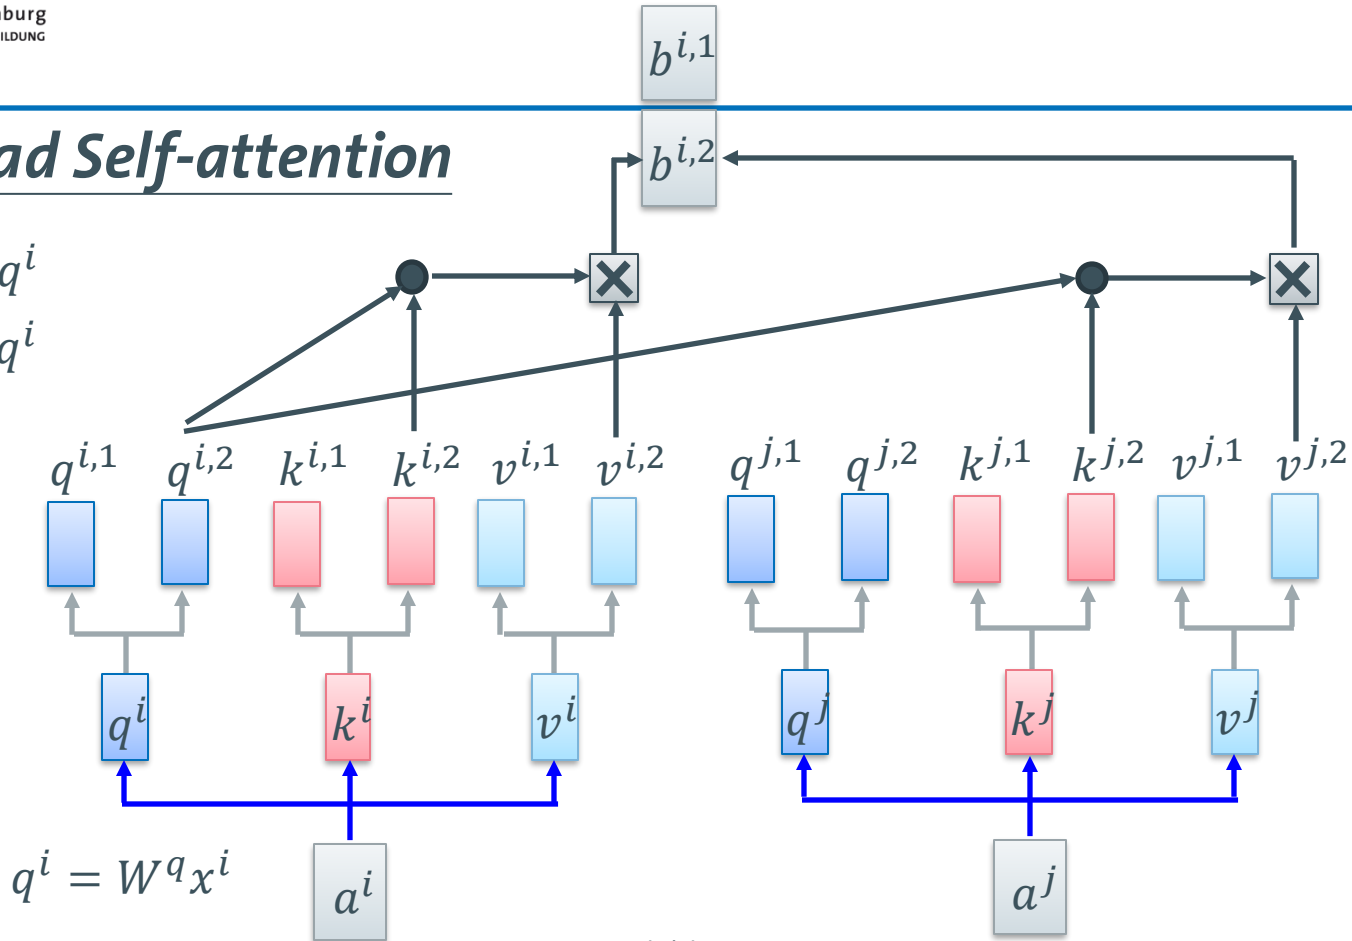 burg
ILDUNG
b^{i,1}
ad Self-attention
b^{i,2}
q^i
q^i
q^{i,1} q^{i,2} k^{i,1} k^{i,2} v^{i,1} v^{i,2} q^{j,1} q^{j,2} k^{j,1} k^{j,2} v^{j,1} v^{j,2}
q^i k^i v^i q^j k^j v^j
q^i = W^q x^i
a^i a^j